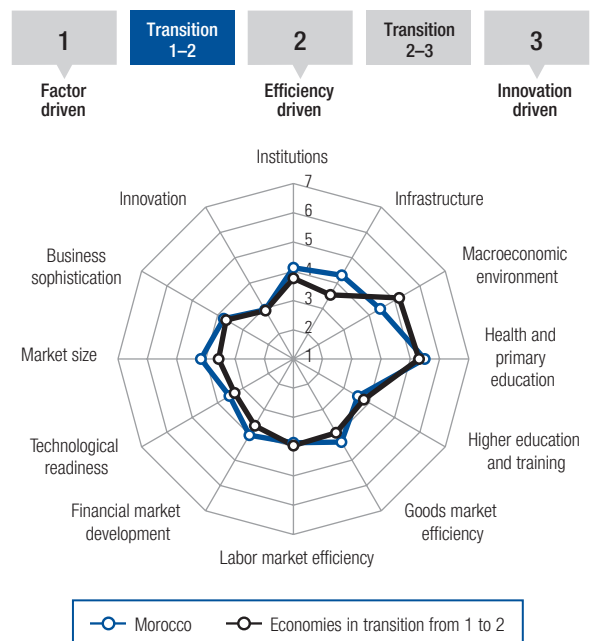 1
Transition
1–2
2
Transition
2–3
3
Factor
driven
Efficiency
driven
Innovation
driven
Institutions
Infrastructure
Macroeconomic
environment
Health and
primary
education
Higher education
and training
Goods market
efficiency
Labor market efficiency
Financial market
development
Technological
readiness
Market size
Business
sophistication
Innovation
7
6
5
4
3
2
1
Morocco
Economies in transition from 1 to 2